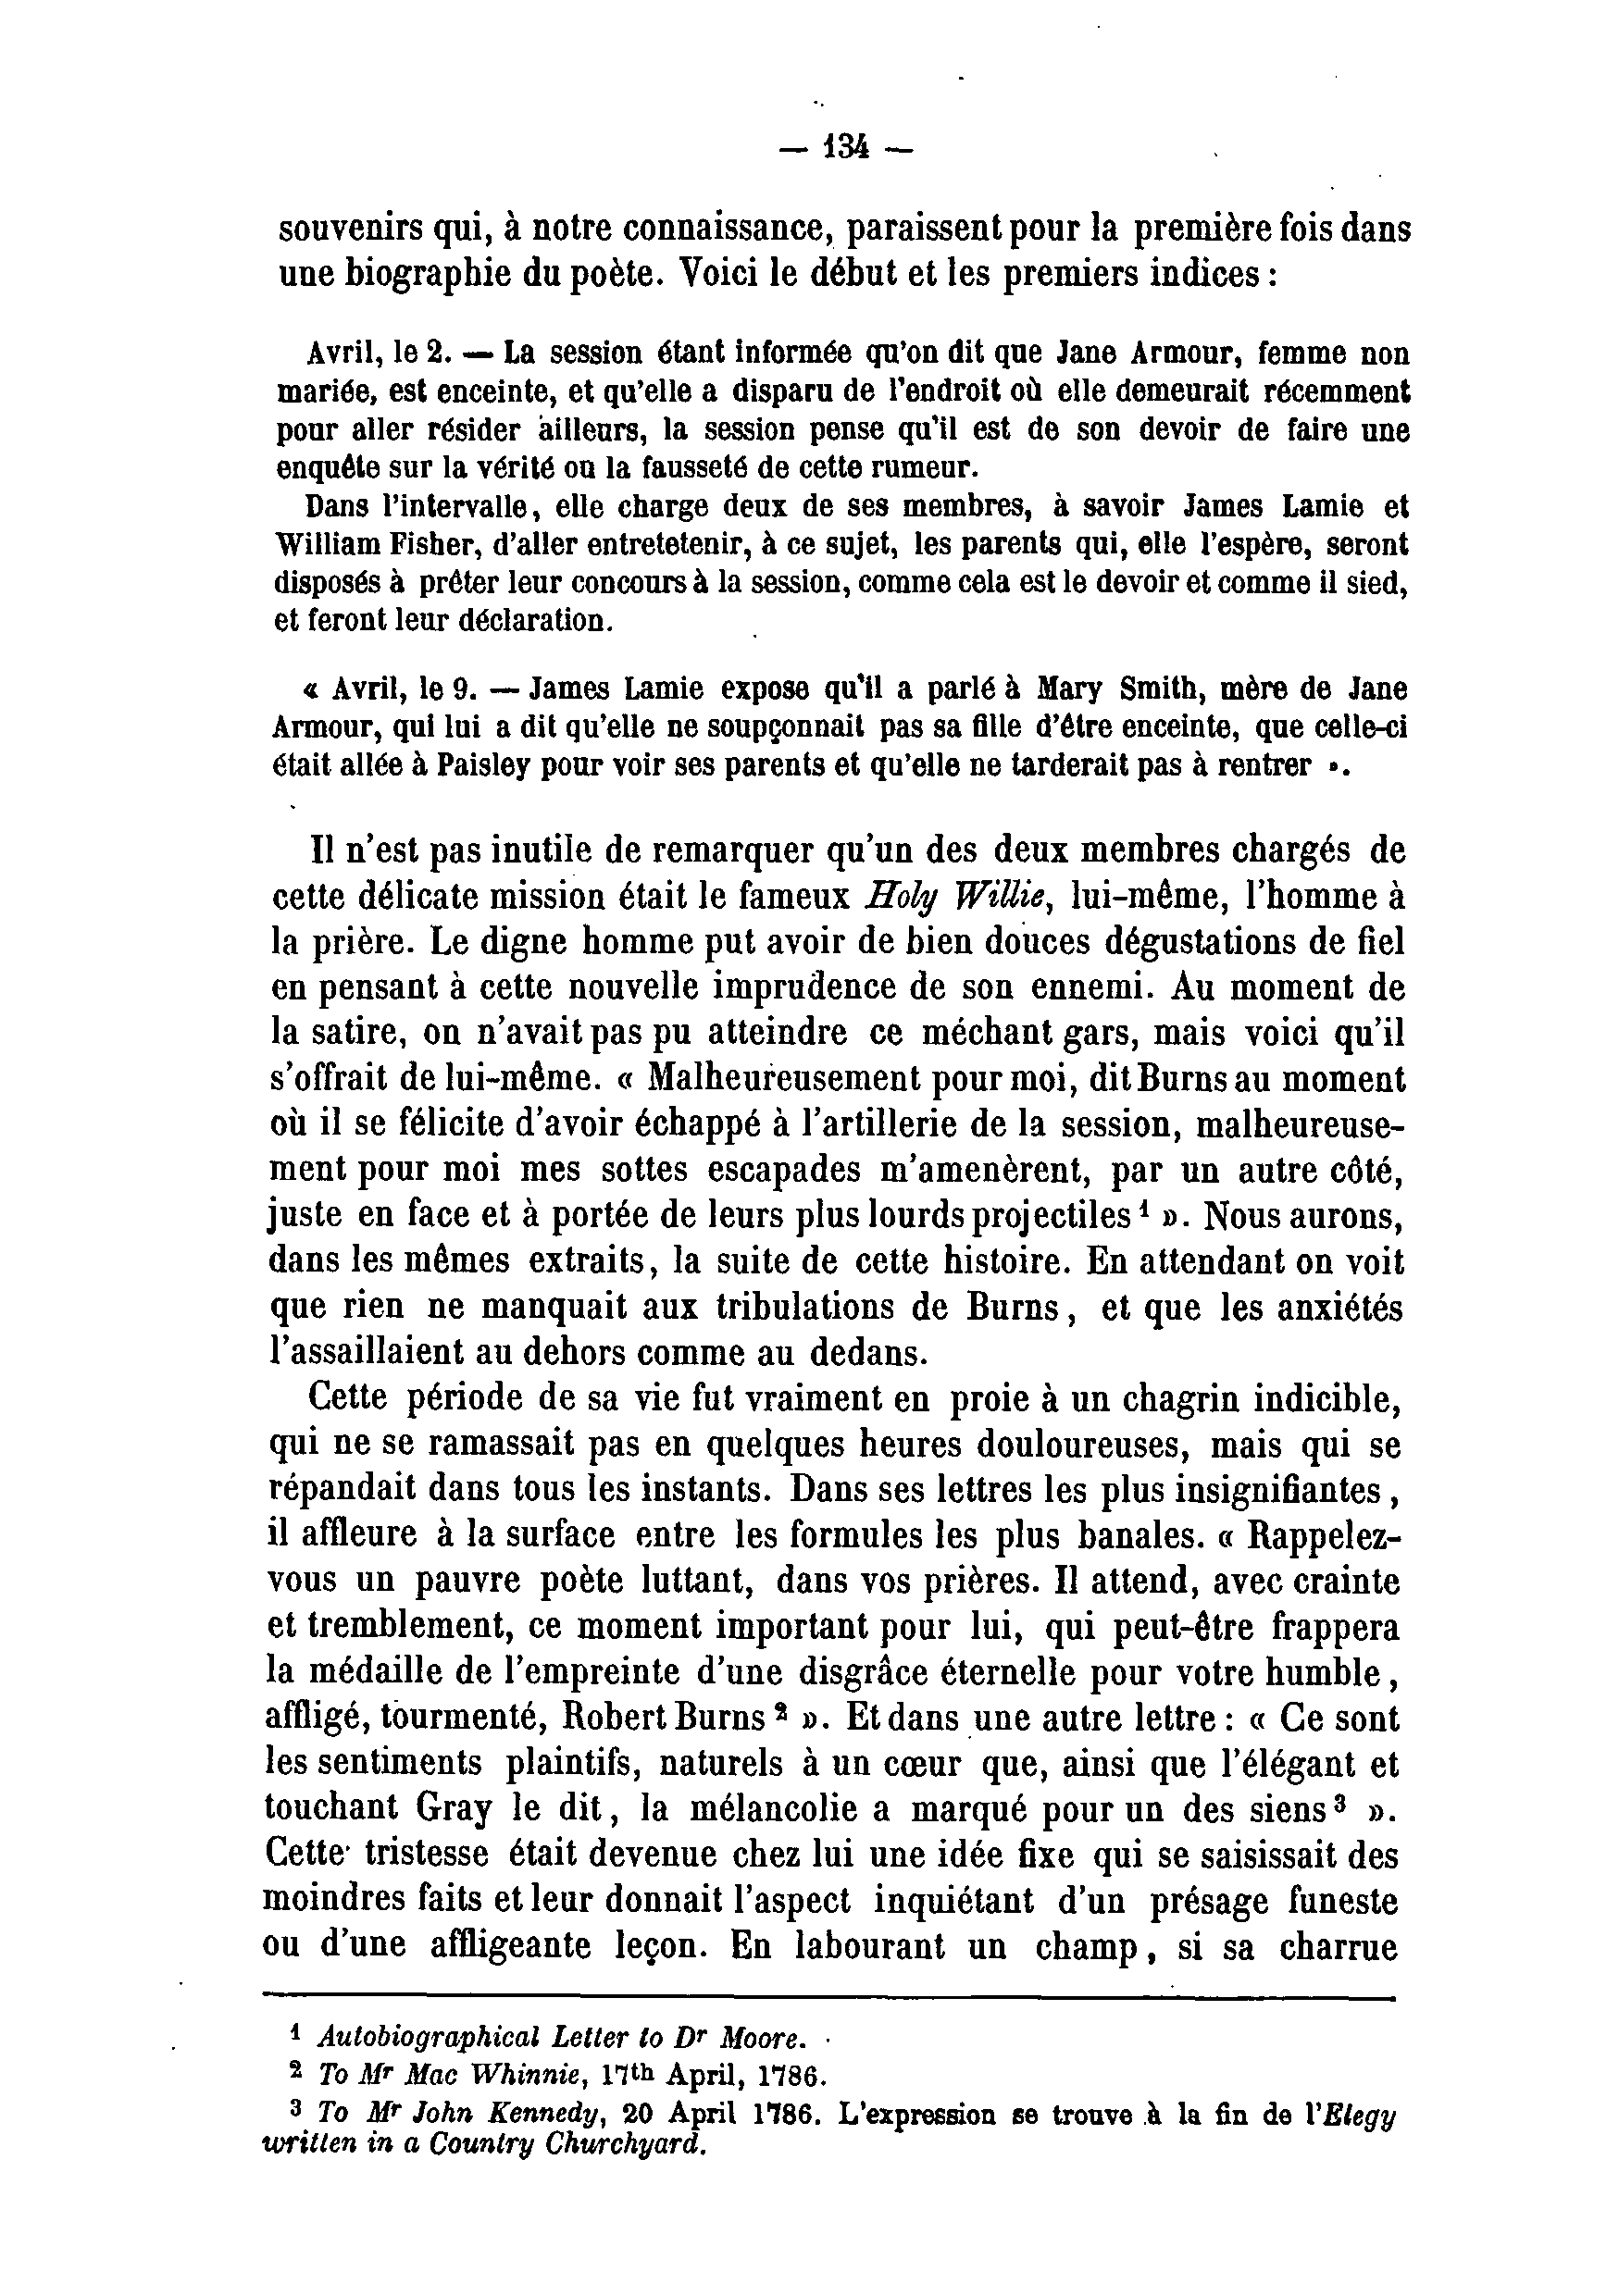 — 134 —
souvenirs qui, à notre connaissance, paraissent pour la première fois dans
une biographie du poète. Voici le début et les premiers indices :
Avril, le 2. — La session étant informée qu'on dit que Jane Armour, femme non
mariée, est enceinte, et qu'elle a disparu de l'endroit où elle demeurait récemment
pour aller résider ailleurs, la session pense qu'il est de son devoir de faire une
enquête sur la vérité ou la fausseté de cette rumeur.
Dans l'intervalle, elle charge deux de ses membres, à savoir James Lamie et
William Fisher, d'aller entretetenir, à ce sujet, les parents qui, elle l'espère, seront
disposés à prêter leur concours à la session, comme cela est le devoir et comme il sied,
et feront leur déclaration.
« Avril, le 9. — James Lamie expose qu'il a parlé à Mary Smith, mère de Jane
Armour, qui lui a dit qu'elle ne soupçonnait pas sa fille d'être enceinte, que celle-ci
était allée à Paisley pour voir ses parents et qu'elle ne tarderait pas à rentrer ».
Il n'est pas inutile de remarquer qu'un des deux membres chargés de
cette délicate mission était le fameux Holy Willie, lui-même, l'homme à
la prière. Le digne homme put avoir de bien douces dégustations de fiel
en pensant à cette nouvelle imprudence de son ennemi. Au moment de
la satire, on n'avait pas pu atteindre ce méchant gars, mais voici qu'il
s'offrait de lui-même. « Malheureusement pour moi, dit Burns au moment
où il se félicite d'avoir échappé à l'artillerie de la session, malheureuse-
ment pour moi mes sottes escapades m'amenèrent, par un autre côté,
juste en face et à portée de leurs plus lourds projectiles ¹ ». Nous aurons,
dans les mêmes extraits, la suite de cette histoire. En attendant on voit
que rien ne manquait aux tribulations de Burns, et que les anxiétés
l'assaillaient au dehors comme au dedans.
Cette période de sa vie fut vraiment en proie à un chagrin indicible,
qui ne se ramassait pas en quelques heures douloureuses, mais qui se
répandait dans tous les instants. Dans ses lettres les plus insignifiantes,
il affleure à la surface entre les formules les plus banales. « Rappelez-
vous un pauvre poète luttant, dans vos prières. Il attend, avec crainte
et tremblement, ce moment important pour lui, qui peut-être frappera
la médaille de l'empreinte d'une disgrâce éternelle pour votre humble,
affligé, tourmenté, Robert Burns ² ». Et dans une autre lettre : « Ce sont
les sentiments plaintifs, naturels à un cœur que, ainsi que l'élégant et
touchant Gray le dit, la mélancolie a marqué pour un des siens ³ ».
Cette tristesse était devenue chez lui une idée fixe qui se saisissait des
moindres faits et leur donnait l'aspect inquiétant d'un présage funeste
ou d'une affligeante leçon. En labourant un champ, si sa charrue
¹ Autobiographical Letter to Dr Moore.
² To Mr Mac Whinnie, 17th April, 1786.
³ To Mr John Kennedy, 20 April 1786. L'expression se trouve à la fin de l'Elegy
written in a Country Churchyard.